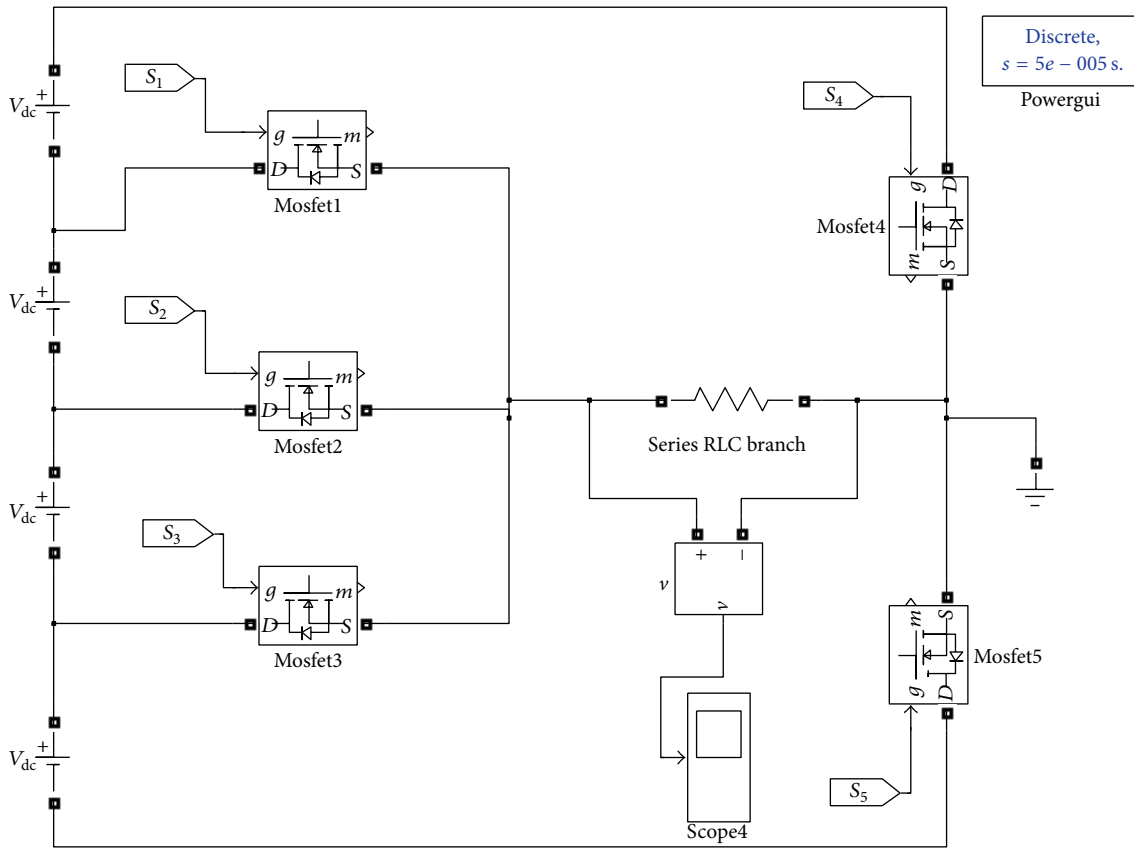 Discrete,
s = 5e − 005 s.
Powergui
S1
S4
+
Vdc
g
m
D
S
Mosfet1
g
D
Mosfet4
m
S
+
Vdc
S2
g
m
D
S
Mosfet2
Series RLC branch
+
Vdc
S3
+
−
v
v
g
m
D
S
Mosfet3
m
S
Mosfet5
g
D
+
Vdc
S5
Scope4